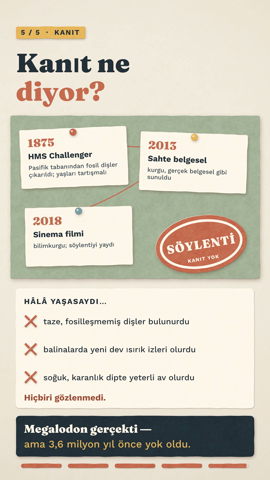 5 / 5 · KANIT
Kanıt ne
diyor?
1875
HMS Challenger
Pasifik tabanından fosil dişler
çıkarıldı; yaşları tartışmalı
2013
Sahte belgesel
kurgu, gerçek belgesel gibi
sunuldu
2018
Sinema filmi
bilimkurgu; söylentiyi yaydı
SÖYLENTİ
KANIT YOK
HÂLÂ YAŞASAYDI...
taze, fosilleşmemiş dişler bulunurdu
balinalarda yeni dev ısırık izleri olurdu
soğuk, karanlık dipte yeterli av olurdu
Hiçbiri gözlenmedi.
Megalodon gerçekti —
ama 3,6 milyon yıl önce yok oldu.